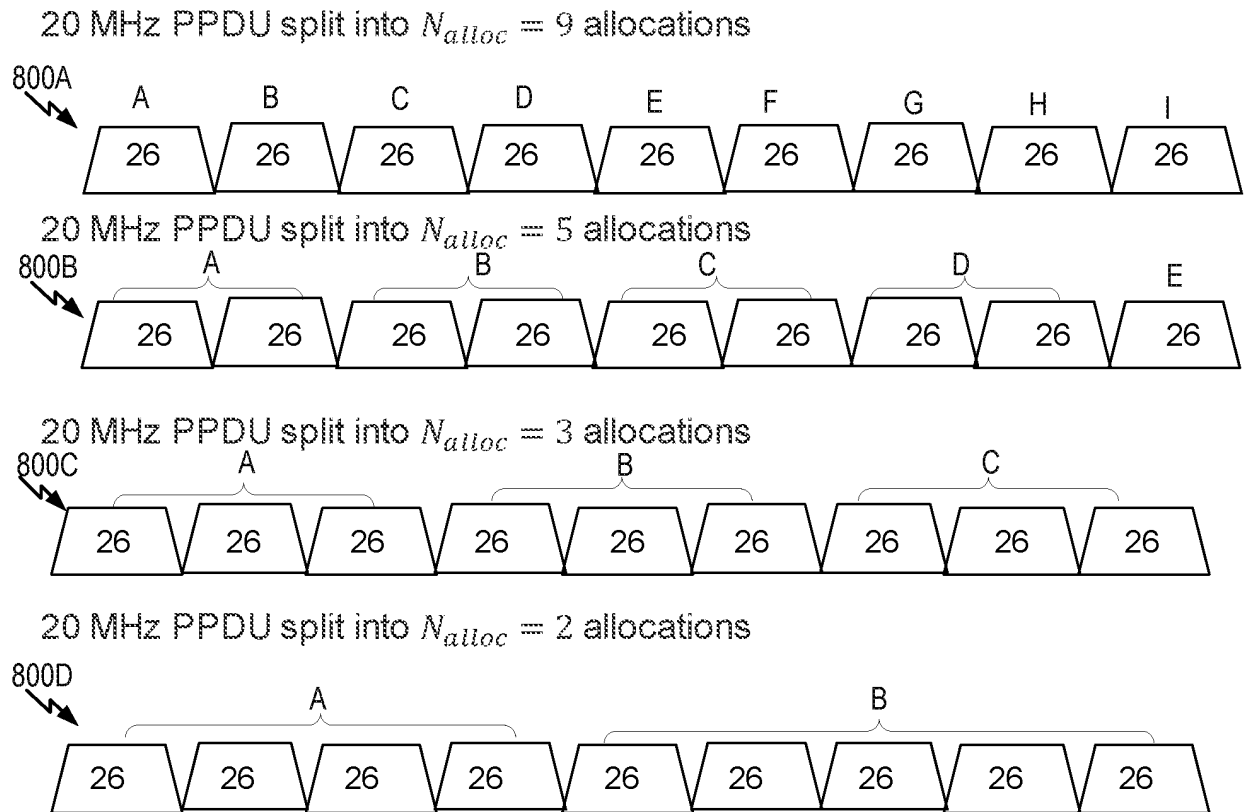 20 MHz PPDU split into N_alloc = 9 allocations
800A
A B C D E F G H I
26 26 26 26 26 26 26 26 26
20 MHz PPDU split into N_alloc = 5 allocations
800B
A B C D E
26 26 26 26 26 26 26 26 26
20 MHz PPDU split into N_alloc = 3 allocations
800C
A B C
26 26 26 26 26 26 26 26 26
20 MHz PPDU split into N_alloc = 2 allocations
800D
A B
26 26 26 26 26 26 26 26 26